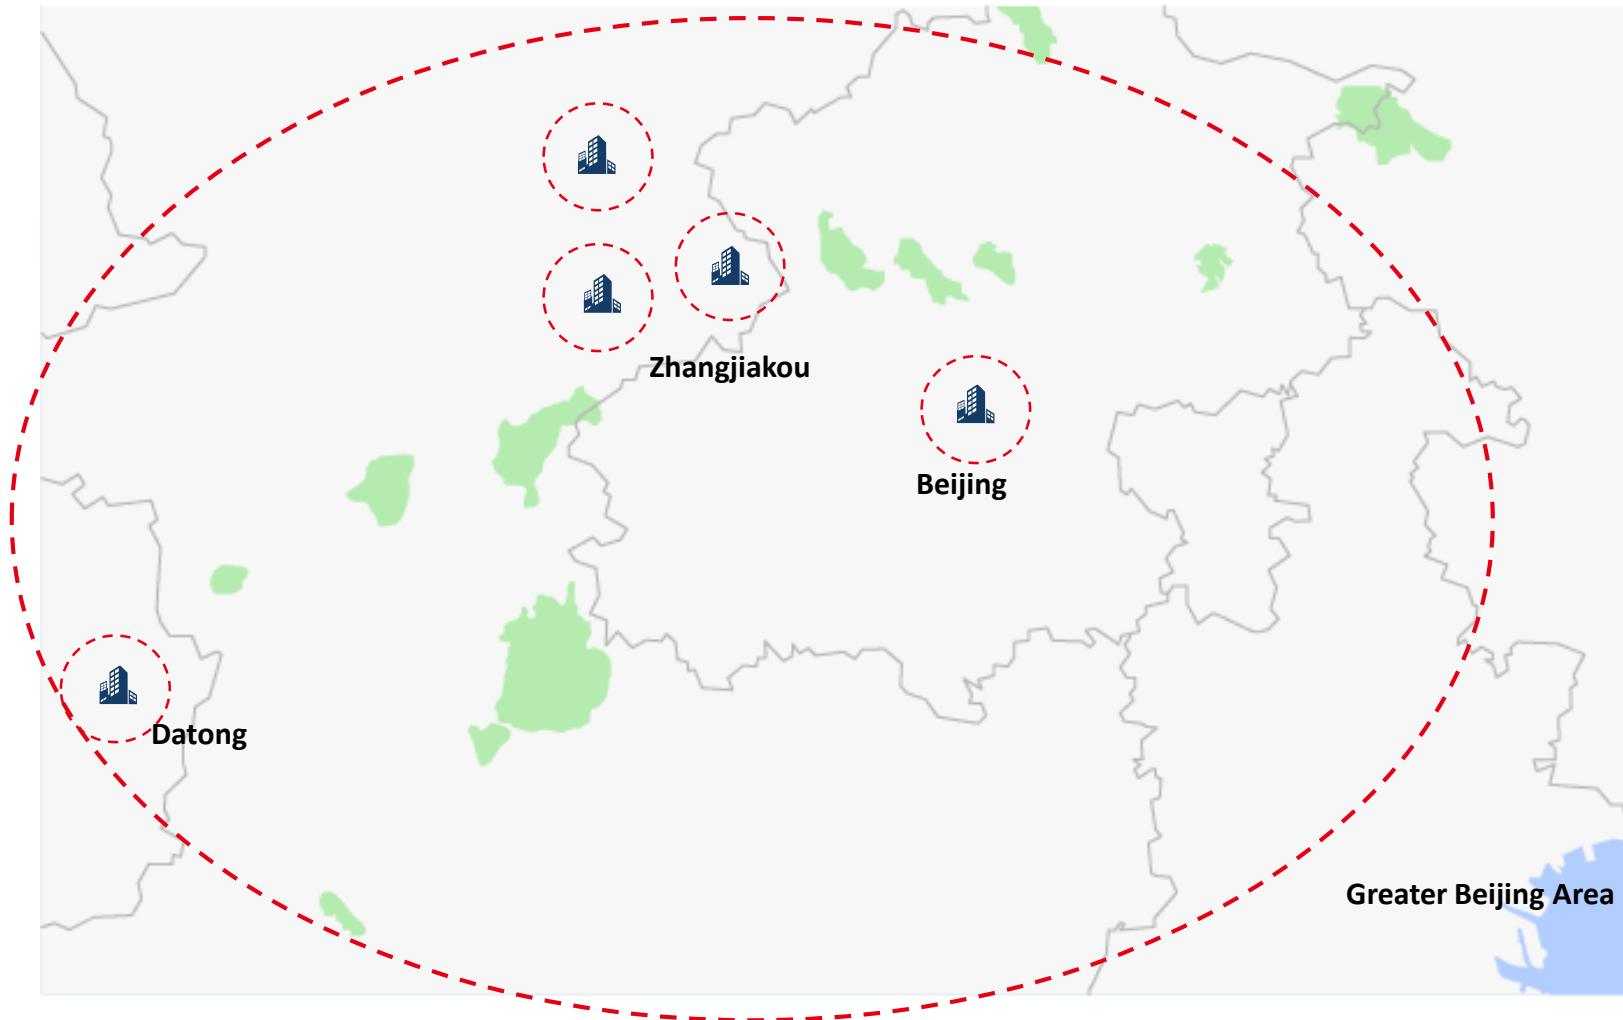 Zhangjiakou
Beijing
Datong
Greater Beijing Area